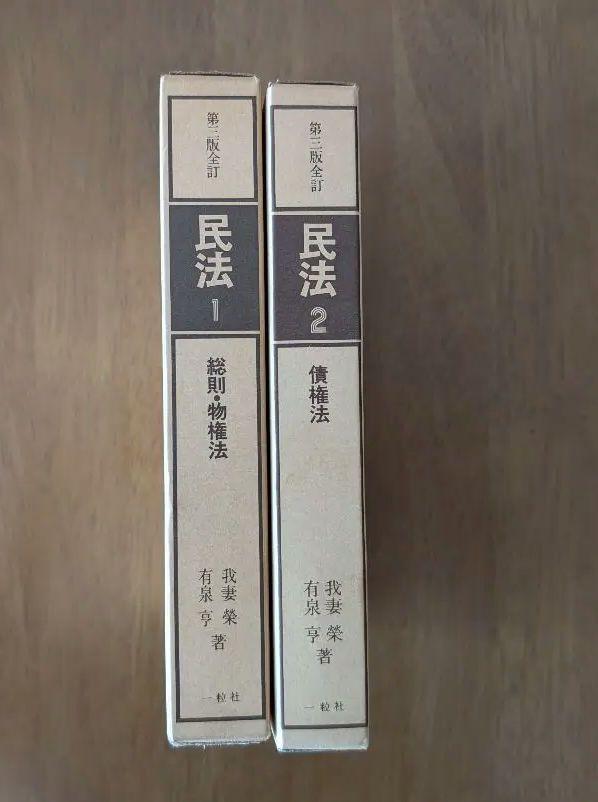 第三版全訂
民法
1
総則・物権法
我妻榮
有泉亨
著
一粒社
第三版全訂
民法
2
債権法
我妻榮
有泉亨
著
一粒社